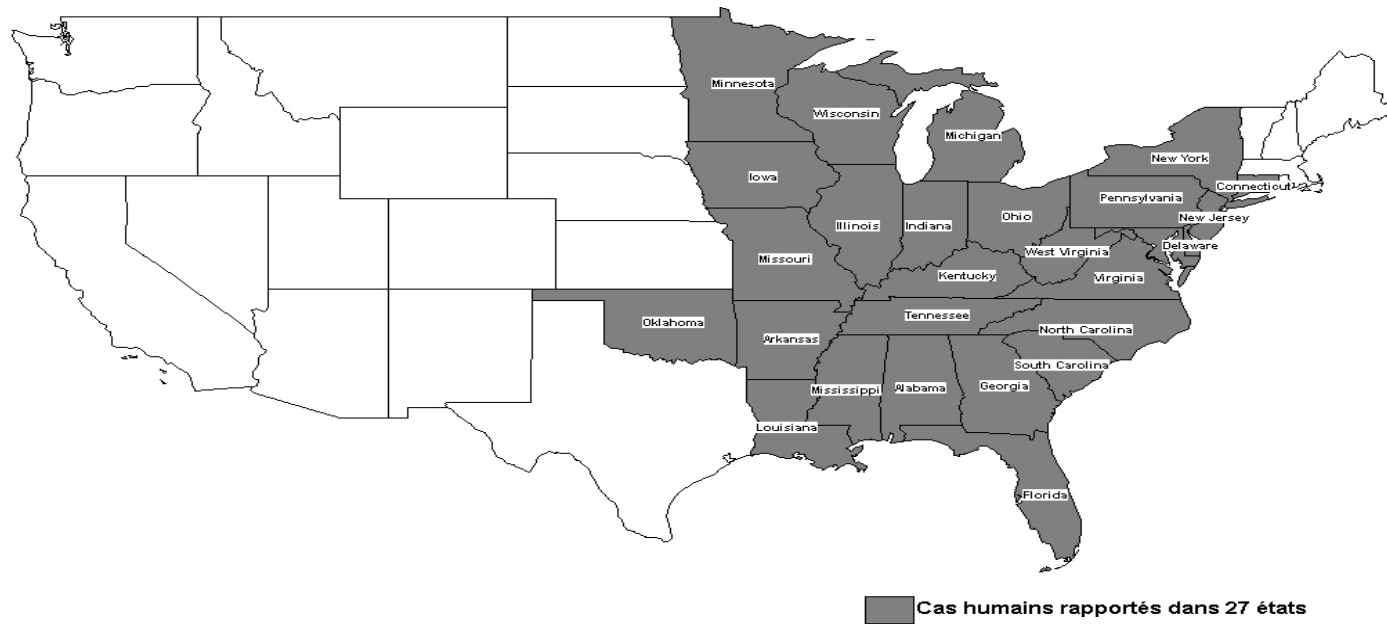 Minnesota
Wisconsin
Michigan
New York
Iowa
Connecticut
Pennsylvania
New Jersey
Illinois
Indiana
Ohio
Delaware
West Virginia
Missouri
Kentucky
Virginia
Tennessee
Oklahoma
North Carolina
Arkansas
South Carolina
Mississippi
Alabama
Georgia
Louisiana
Florida
Cas humains rapportés dans 27 états